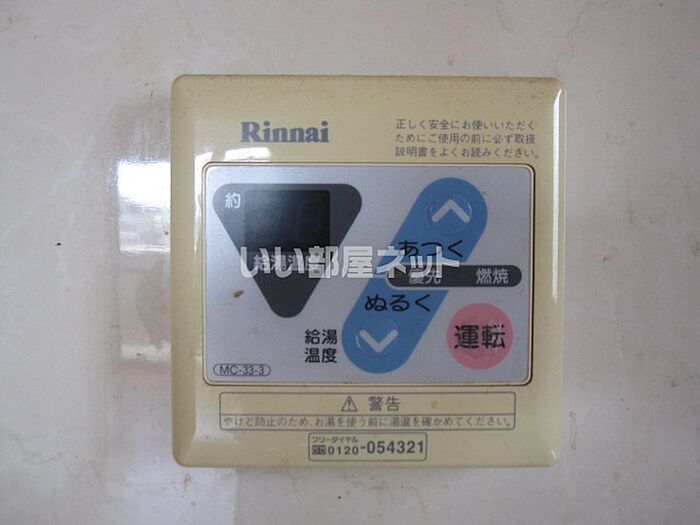 Rinnai
正しく安全にお使いいただく
ためにご使用の前に必ず取扱
説明書をよくお読みください。
約
給湯温度
あつく
優先 燃焼
ぬるく
給湯
温度
運転
MC-33-3
いい部屋ネット
⚠ 警告
やけど防止のため、お湯を使う前に湯温を確かめてください。
フリーダイヤル
0120-054321